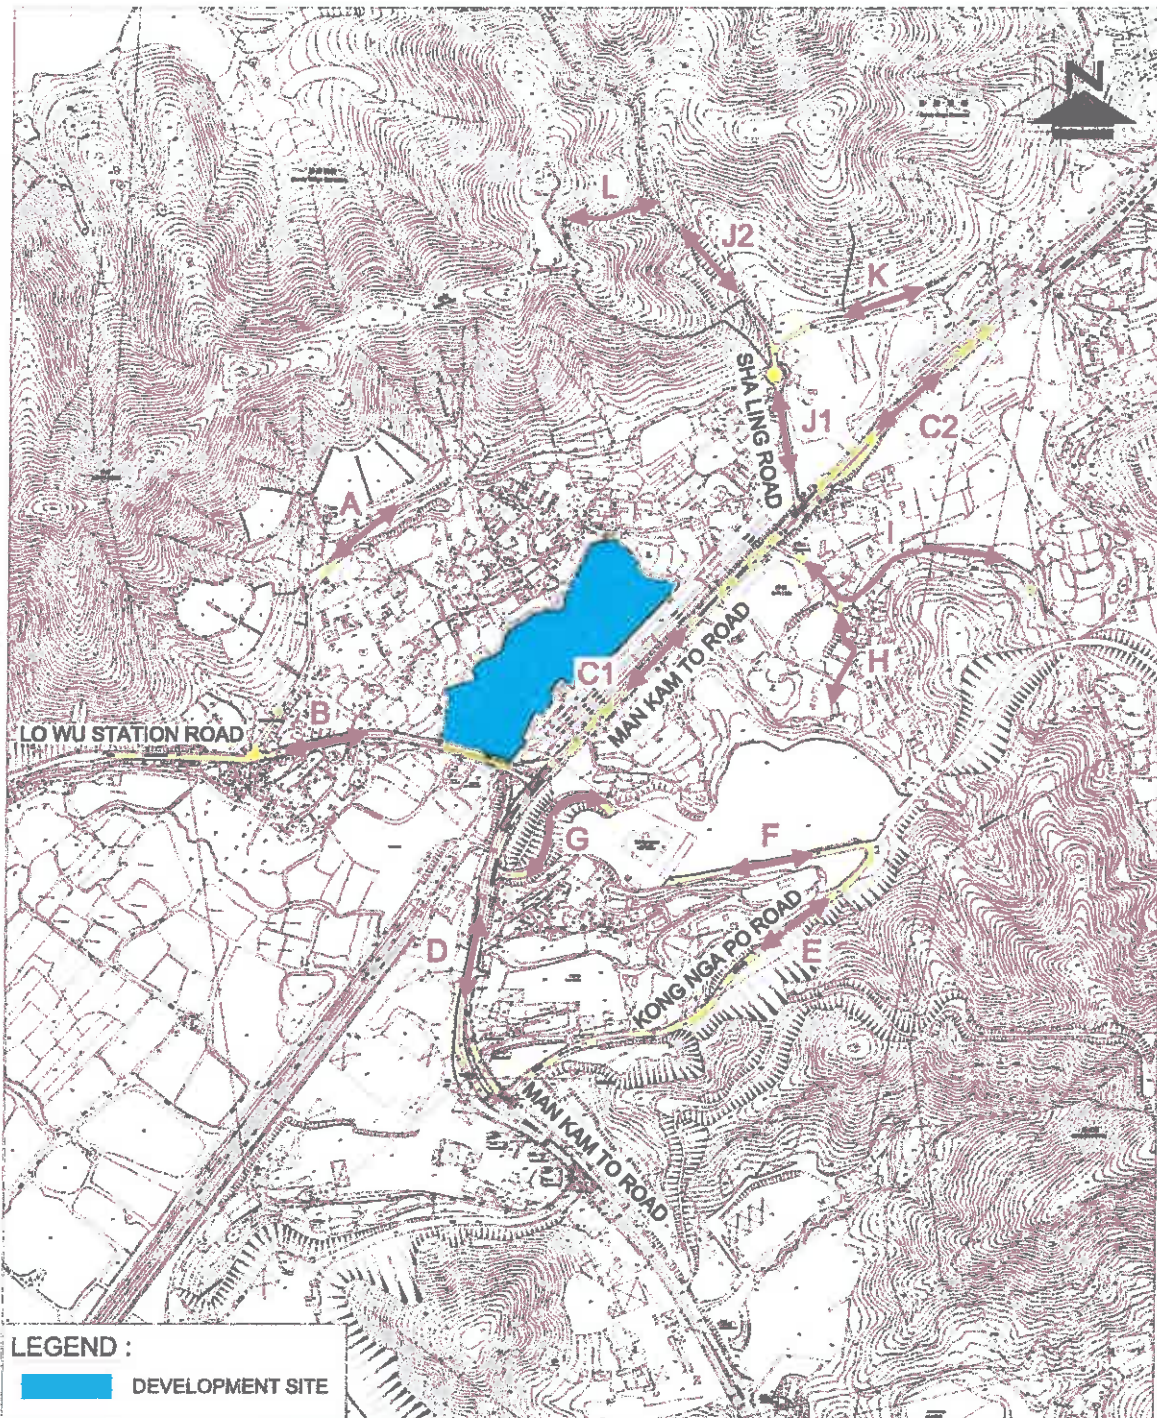 N
L
J2
K
SHA LING ROAD
J1
C2
A
I
C1
MAN KAM TO ROAD
H
B
LO WU STATION ROAD
G
F
D
KONG NGA PO ROAD
E
MAN KAM TO ROAD
LEGEND :
DEVELOPMENT SITE